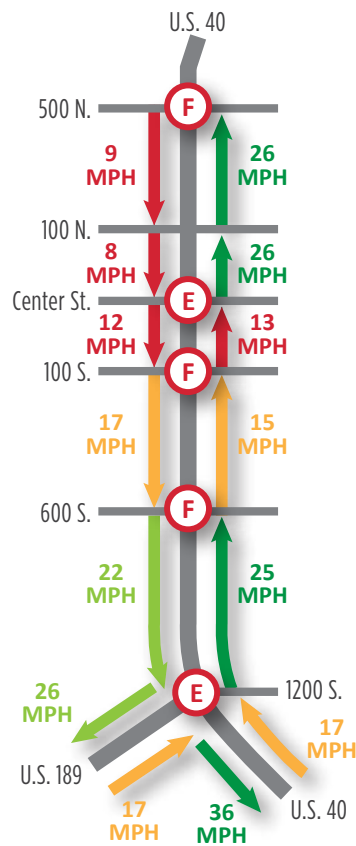 U.S. 40
500 N.
F
9
MPH
26
MPH
100 N.
8
MPH
26
MPH
Center St.
E
12
MPH
13
MPH
100 S.
F
17
MPH
15
MPH
600 S.
F
22
MPH
25
MPH
E
1200 S.
26
MPH
17
MPH
U.S. 189
17
MPH
36
MPH
U.S. 40